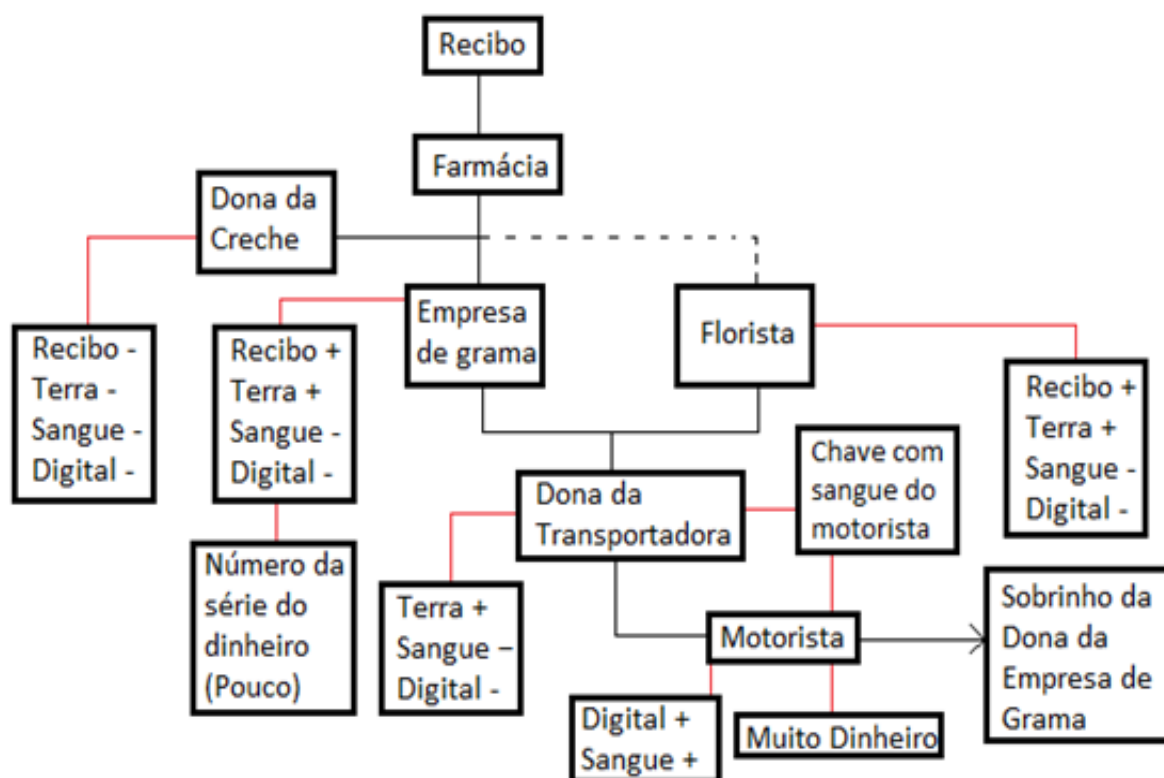 Recibo
Farmácia
Dona da
Creche
Empresa
de grama
Florista
Recibo -
Terra -
Sangue -
Digital -
Recibo +
Terra +
Sangue -
Digital -
Recibo +
Terra +
Sangue -
Digital -
Chave com
sangue do
motorista
Dona da
Transportadora
Número da
série do
dinheiro
(Pouco)
Terra +
Sangue –
Digital -
Motorista
Sobrinho da
Dona da
Empresa de
Grama
Digital +
Sangue +
Muito Dinheiro